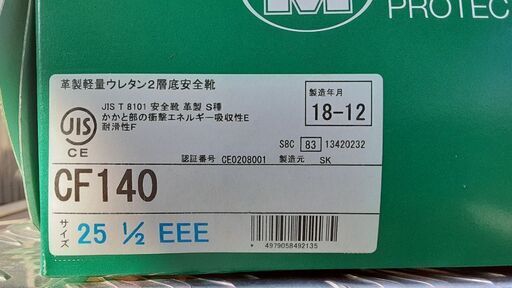 M
PROTEC
革製軽量ウレタン2層底安全靴
製造年月
18-12
JIS T 8101 安全靴 革製 S種
かかと部の衝撃エネルギー吸収性E
耐滑性F
JIS
CE
SBC 83 13420232
認証番号 CE0208001 製造元 SK
CF140
サイズ 25 ½ EEE
* 4979058492135